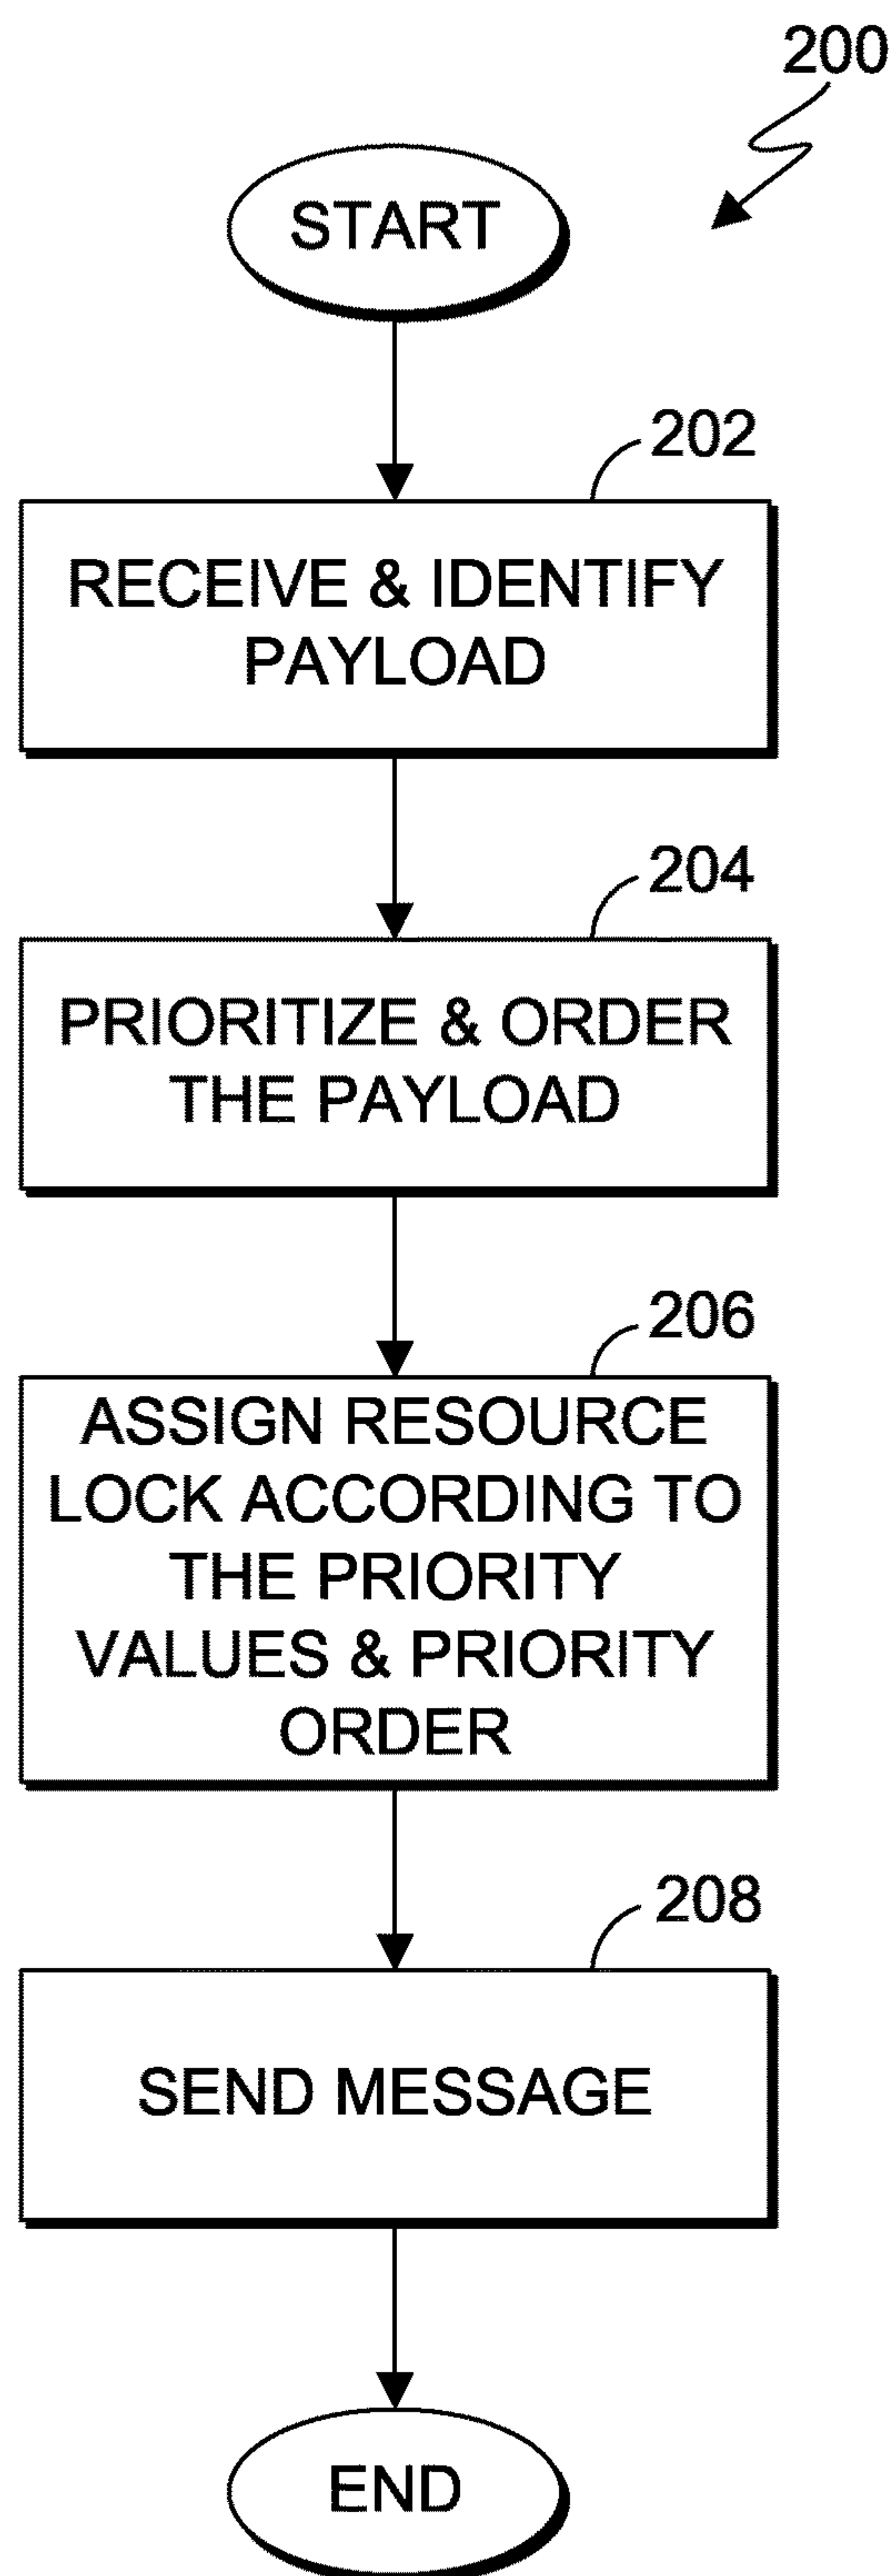 200
START
202
RECEIVE & IDENTIFY
PAYLOAD
204
PRIORITIZE & ORDER
THE PAYLOAD
206
ASSIGN RESOURCE
LOCK ACCORDING TO
THE PRIORITY
VALUES & PRIORITY
ORDER
208
SEND MESSAGE
END